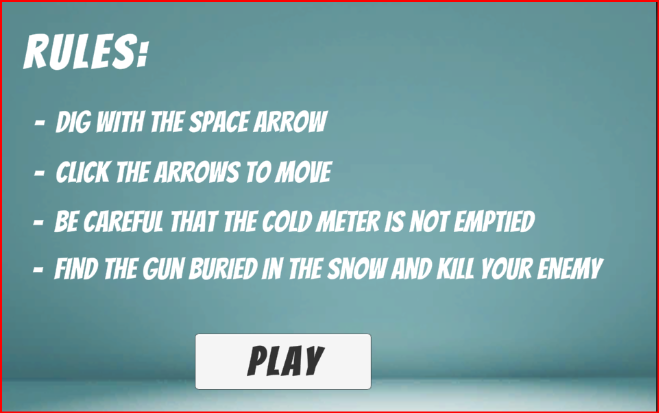 RULES:
- DIG WITH THE SPACE ARROW
- CLICK THE ARROWS TO MOVE
- BE CAREFUL THAT THE COLD METER IS NOT EMPTIED
- FIND THE GUN BURIED IN THE SNOW AND KILL YOUR ENEMY
PLAY